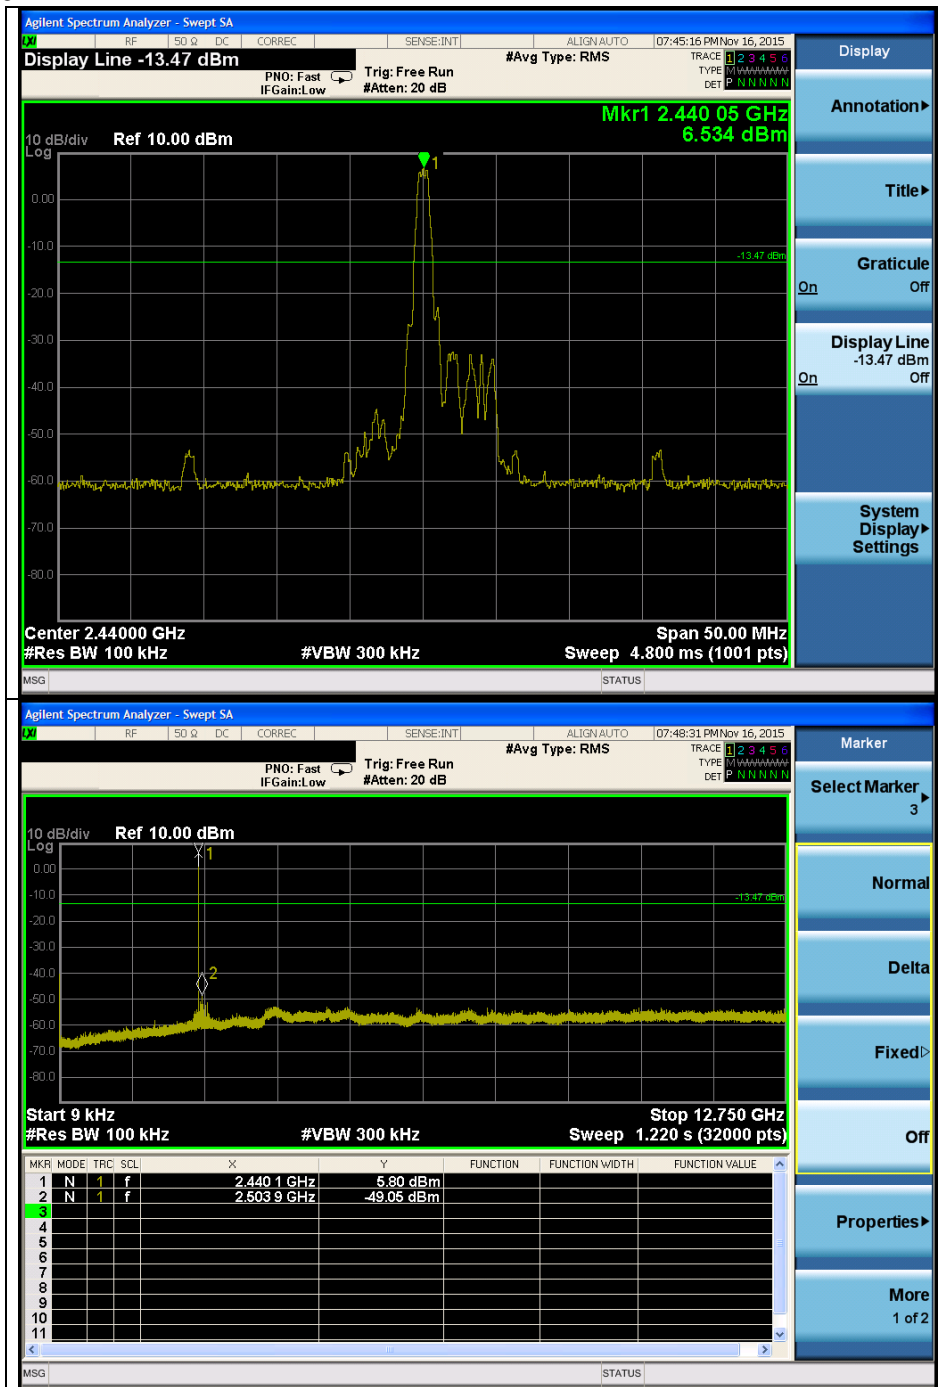 Agilent Spectrum Analyzer - Swept SA
LXI RF 50 Ω DC CORREC SENSE:INT ALIGN AUTO 07:45:16 PM Nov 16, 2015
Display Line -13.47 dBm
PNO: Fast
IFGain:Low
Trig: Free Run
#Atten: 20 dB
#Avg Type: RMS
TRACE 1 2 3 4 5 6
TYPE M W W W W W
DET P N N N N N
Mkr1 2.440 05 GHz
6.534 dBm
10 dB/div Ref 10.00 dBm
Log
1
0.00
-10.0
-13.47 dBm
-20.0
-30.0
-40.0
-50.0
-60.0
-70.0
-80.0
Center 2.44000 GHz Span 50.00 MHz
#Res BW 100 kHz #VBW 300 kHz Sweep 4.800 ms (1001 pts)
MSG STATUS
Display
Annotation
Title
Graticule
On Off
Display Line
-13.47 dBm
On Off
System
Display
Settings
Agilent Spectrum Analyzer - Swept SA
LXI RF 50 Ω DC CORREC SENSE:INT ALIGN AUTO 07:48:31 PM Nov 16, 2015
PNO: Fast
IFGain:Low
Trig: Free Run
#Atten: 20 dB
#Avg Type: RMS
TRACE 1 2 3 4 5 6
TYPE M W W W W W
DET P N N N N N
10 dB/div Ref 10.00 dBm
Log
1
0.00
-10.0
-13.47 dBm
-20.0
-30.0
-40.0
2
-50.0
-60.0
-70.0
-80.0
Start 9 kHz Stop 12.750 GHz
#Res BW 100 kHz #VBW 300 kHz Sweep 1.220 s (32000 pts)
MKR MODE TRC SCL X Y FUNCTION FUNCTION WIDTH FUNCTION VALUE
1 N 1 f 2.440 1 GHz 5.80 dBm
2 N 1 f 2.503 9 GHz -49.05 dBm
3
4
5
6
7
8
9
10
11
MSG STATUS
Marker
Select Marker
3
Normal
Delta
Fixed
Off
Properties
More
1 of 2